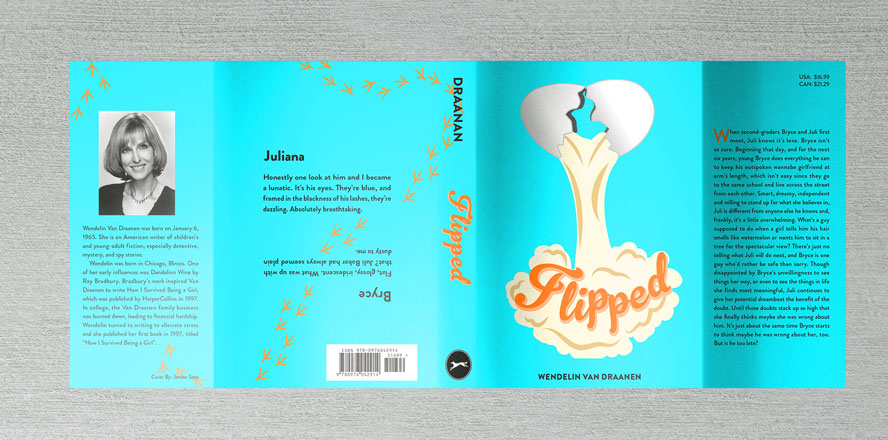 Wendelin Van Draanen was born on January 6,
1965. She is an American writer of children's
and young-adult fiction, especially detective,
mystery, and spy stories.
Wendelin was born in Chicago, Illinois. One
of her early influences was Dandelion Wine by
Ray Bradbury. Bradbury's work inspired Van
Draanen to write How I Survived Being a Girl,
which was published by HarperCollins in 1997.
In college, the Van Draanen family business
was burned down, leading to financial hardship.
Wendelin turned to writing to alleviate stress
and she published her first book in 1997, titled
"How I Survived Being a Girl".
Cover By: Janine Soto
Juliana
Honestly one look at him and I became
a lunatic. It's his eyes. They're blue, and
framed in the blackness of his lashes, they're
dazzling. Absolutely breathtaking.
Bryce
glossy, iridescent. What was with
that Juli Baker had always seemed plain
dusty to me.
ISBN 978-0976042914
51699
9 780976 042914
DRAANAN
Flipped
Flipped
WENDELIN VAN DRAANEN
USA: $16.99
CAN: $21.29
When second-graders Bryce and Juli first
meet, Juli knows it's love. Bryce isn't
so sure. Beginning that day, and for the next
six years, young Bryce does everything he can
to keep his outspoken wannabe girlfriend at
arm's length, which isn't easy since they go
to the same school and live across the street
from each other. Smart, dreamy, independent
and willing to stand up for what she believes in,
Juli is different from anyone else he knows and,
frankly, it's a little overwhelming. What's a guy
supposed to do when a girl tells him his hair
smells like watermelon or wants him to sit in a
tree for the spectacular view? There's just no
telling what Juli will do next, and Bryce is one
guy who'd rather be safe than sorry. Though
disappointed by Bryce's unwillingness to see
things her way, or even to see the things in life
she finds most meaningful, Juli continues to
give her potential dreamboat the benefit of the
doubt. Until those doubts stack up so high that
she finally thinks maybe she was wrong about
him. It's just about the same time Bryce starts
to think maybe he was wrong about her, too.
But is he too late?